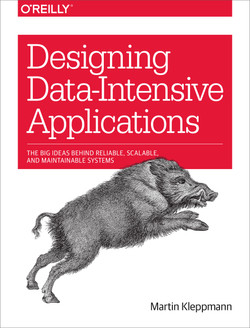 O'REILLY®
Designing
Data-Intensive
Applications
THE BIG IDEAS BEHIND RELIABLE, SCALABLE,
AND MAINTAINABLE SYSTEMS
Martin Kleppmann